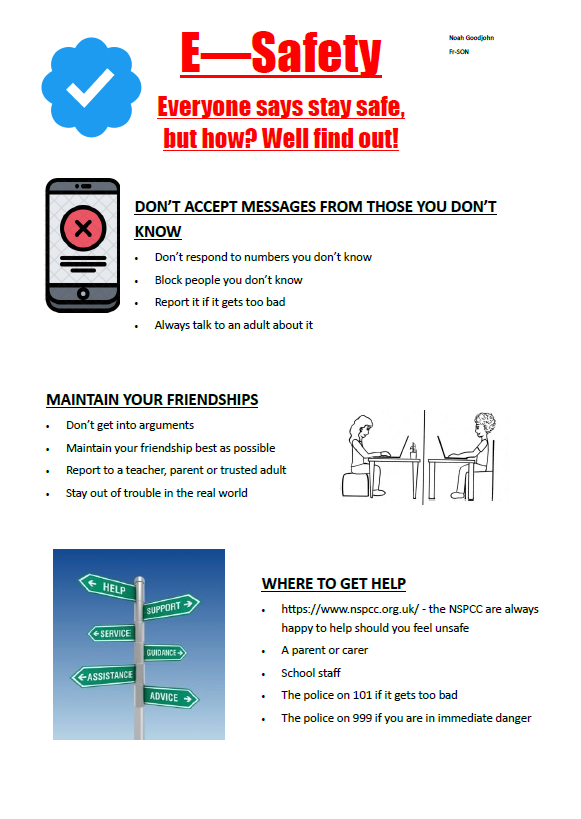 E—Safety
Noah Goodjohn
Fr-SON
Everyone says stay safe,
but how? Well find out!
DON’T ACCEPT MESSAGES FROM THOSE YOU DON’T
KNOW
• Don’t respond to numbers you don’t know
• Block people you don’t know
• Report it if it gets too bad
• Always talk to an adult about it
MAINTAIN YOUR FRIENDSHIPS
• Don’t get into arguments
• Maintain your friendship best as possible
• Report to a teacher, parent or trusted adult
• Stay out of trouble in the real world
HELP
SUPPORT
SERVICE
GUIDANCE
ASSISTANCE
ADVICE
WHERE TO GET HELP
• https://www.nspcc.org.uk/ - the NSPCC are always
happy to help should you feel unsafe
• A parent or carer
• School staff
• The police on 101 if it gets too bad
• The police on 999 if you are in immediate danger